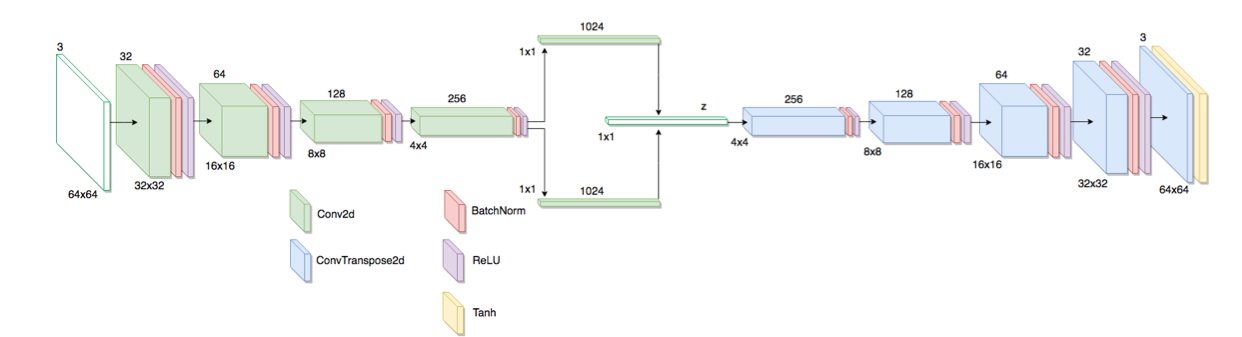 3
64x64
32
32x32
64
16x16
128
8x8
256
4x4
1x1
1024
1x1
1024
z
1x1
256
4x4
128
8x8
64
16x16
32
32x32
3
64x64
Conv2d
ConvTranspose2d
BatchNorm
ReLU
Tanh